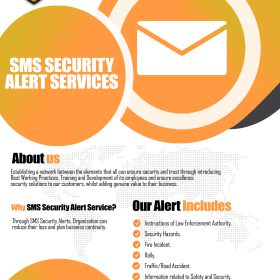 SMS SECURITY
ALERT SERVICES
About us
Establishing a network between the elements that all can ensure security and trust through introducing
Best Working Practices, Training and Development of its employees and ensure excellence
security solutions to our customers, whilst adding genuine value to their business.
Why SMS Security Alert Service?
Through SMS Security Alerts, Organization can
reduce their loss and plan business continuity.
Our Alert Includes
Instructions of Law Enforcement Authority.
Security Hazards.
Fire Incident.
Rally.
Traffic/Road Accident.
Information related to Safety and Security